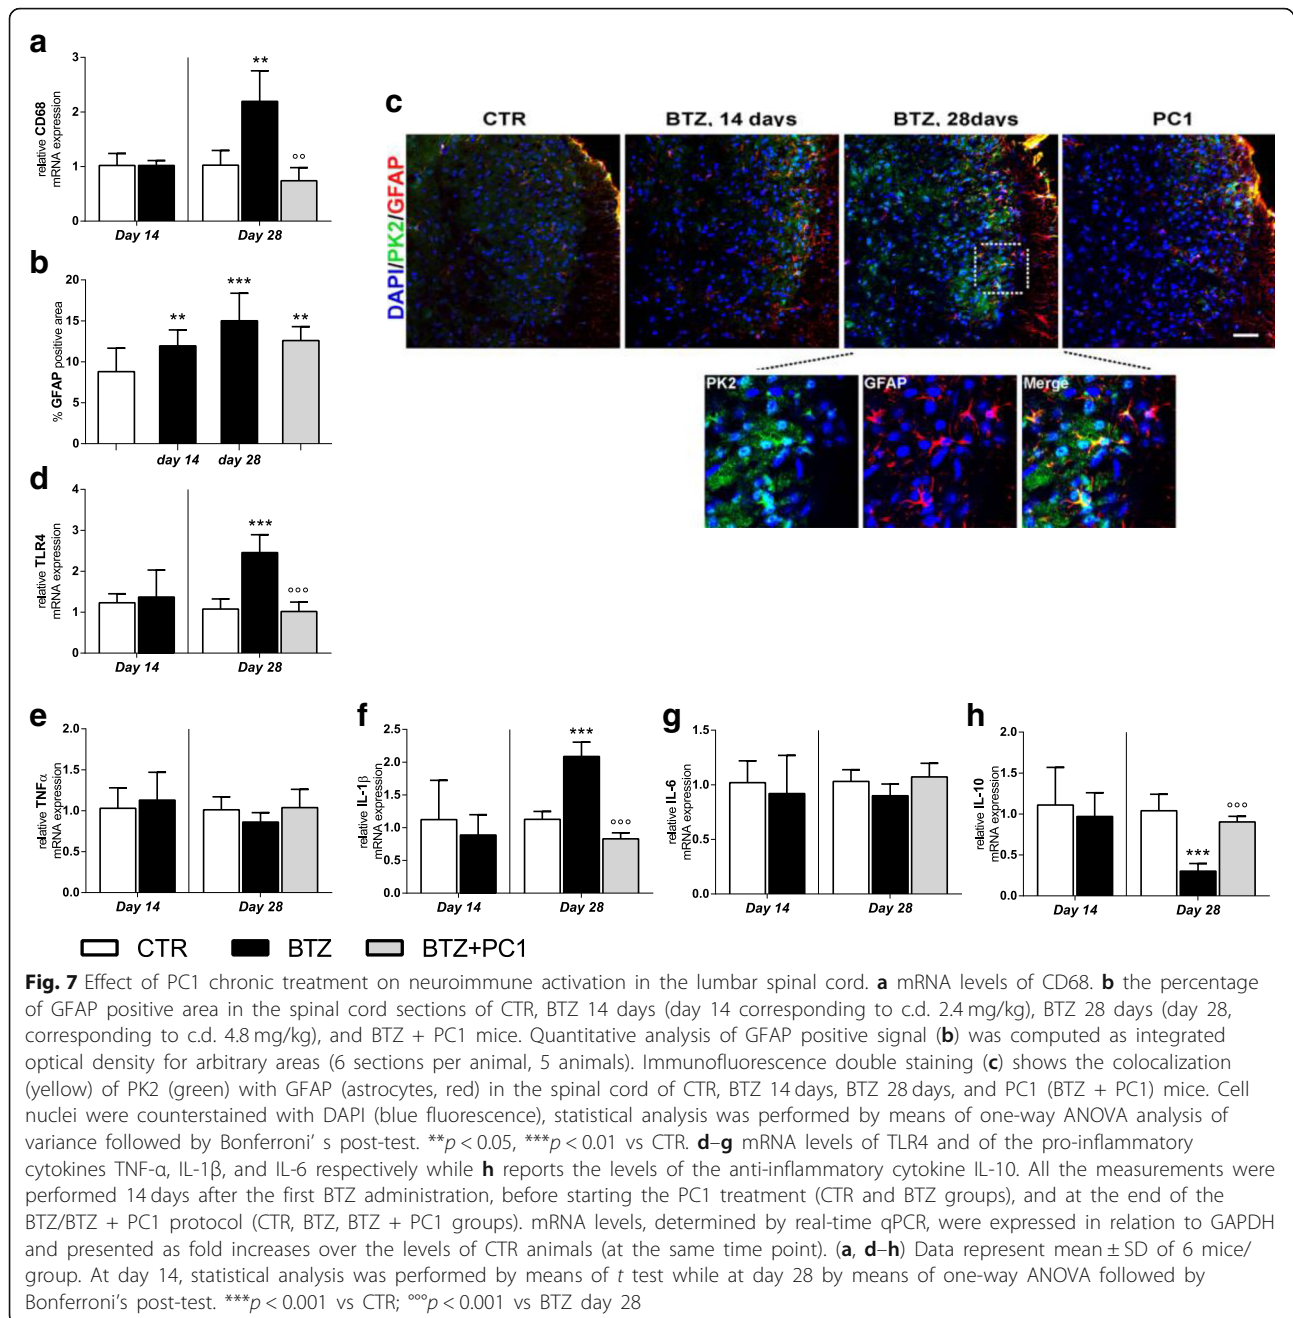 a
relative CD68
mRNA expression
3
2
1
0
**
°°
Day 14
Day 28
b
% GFAP positive area
20
15
10
5
0
**
***
**
day 14
day 28
c
CTR
BTZ, 14 days
BTZ, 28days
PC1
DAPI/PK2/GFAP
PK2
GFAP
Merge
d
relative TLR4
mRNA expression
4
3
2
1
0
***
°°°
Day 14
Day 28
e
relative TNFα
mRNA expression
2.0
1.5
1.0
0.5
0.0
Day 14
Day 28
f
relative IL-1β
mRNA expression
2.5
2.0
1.5
1.0
0.5
0.0
***
°°°
Day 14
Day 28
g
relative IL-6
mRNA expression
1.5
1.0
0.5
0.0
Day 14
Day 28
h
relative IL-10
mRNA expression
2.0
1.5
1.0
0.5
0.0
***
°°°
Day 14
Day 28
CTR
BTZ
BTZ+PC1
Fig. 7 Effect of PC1 chronic treatment on neuroimmune activation in the lumbar spinal cord. a mRNA levels of CD68. b the percentage
of GFAP positive area in the spinal cord sections of CTR, BTZ 14 days (day 14 corresponding to c.d. 2.4 mg/kg), BTZ 28 days (day 28,
corresponding to c.d. 4.8 mg/kg), and BTZ + PC1 mice. Quantitative analysis of GFAP positive signal (b) was computed as integrated
optical density for arbitrary areas (6 sections per animal, 5 animals). Immunofluorescence double staining (c) shows the colocalization
(yellow) of PK2 (green) with GFAP (astrocytes, red) in the spinal cord of CTR, BTZ 14 days, BTZ 28 days, and PC1 (BTZ + PC1) mice. Cell
nuclei were counterstained with DAPI (blue fluorescence), statistical analysis was performed by means of one-way ANOVA analysis of
variance followed by Bonferroni' s post-test. **p < 0.05, ***p < 0.01 vs CTR. d–g mRNA levels of TLR4 and of the pro-inflammatory
cytokines TNF-α, IL-1β, and IL-6 respectively while h reports the levels of the anti-inflammatory cytokine IL-10. All the measurements were
performed 14 days after the first BTZ administration, before starting the PC1 treatment (CTR and BTZ groups), and at the end of the
BTZ/BTZ + PC1 protocol (CTR, BTZ, BTZ + PC1 groups). mRNA levels, determined by real-time qPCR, were expressed in relation to GAPDH
and presented as fold increases over the levels of CTR animals (at the same time point). (a, d–h) Data represent mean ± SD of 6 mice/
group. At day 14, statistical analysis was performed by means of t test while at day 28 by means of one-way ANOVA followed by
Bonferroni's post-test. ***p < 0.001 vs CTR; °°°p < 0.001 vs BTZ day 28